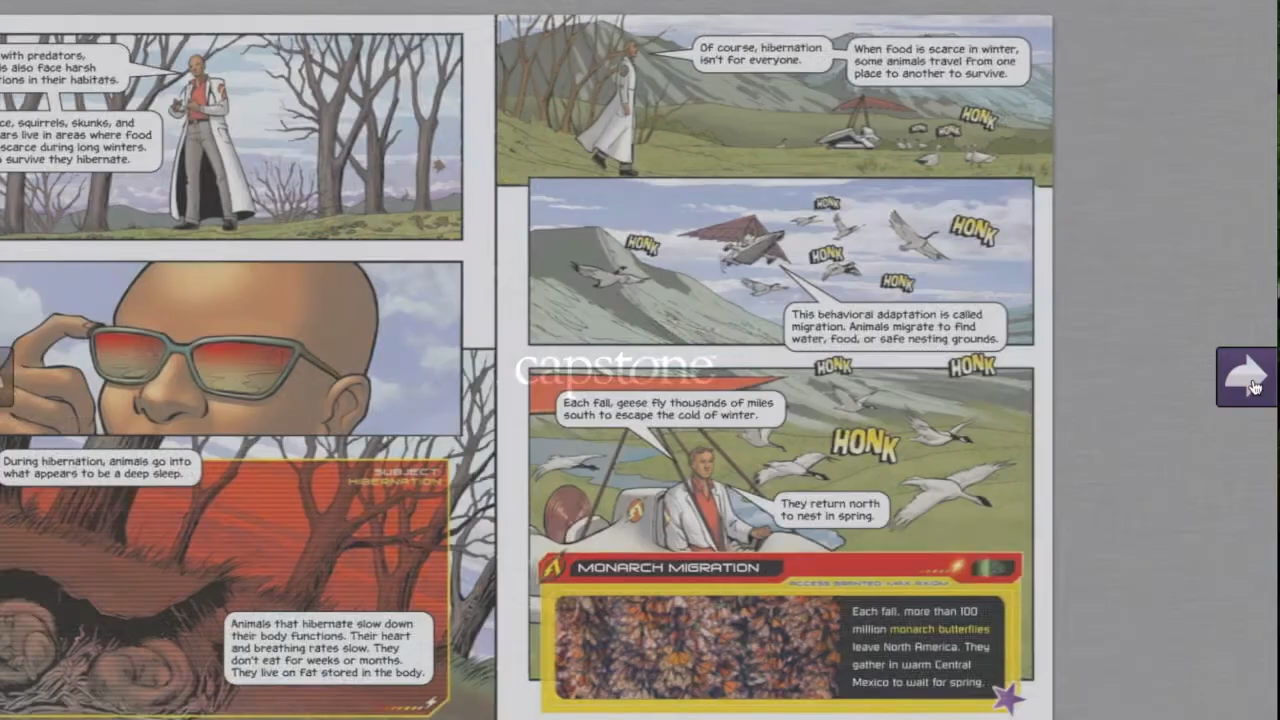 with predators,
is also face harsh
tions in their habitats.
ce, squirrels, skunks, and
ars live in areas where food
scarce during long winters.
survive they hibernate.
During hibernation, animals go into
what appears to be a deep sleep.
SUBJECT:
HIBERNATION
Animals that hibernate slow down
their body functions. Their heart
and breathing rates slow. They
don't eat for weeks or months.
They live on fat stored in the body.
Of course, hibernation
isn't for everyone.
When food is scarce in winter,
some animals travel from one
place to another to survive.
HONK
HONK
HONK
HONK
HONK
HONK
HONK
HONK
This behavioral adaptation is called
migration. Animals migrate to find
water, food, or safe nesting grounds.
capstone
HONK
HONK
Each fall, geese fly thousands of miles
south to escape the cold of winter.
HONK
They return north
to nest in spring.
MONARCH MIGRATION
ACCESS GRANTED: MAX AXIOM
Each fall, more than 100
million monarch butterflies
leave North America. They
gather in warm Central
Mexico to wait for spring.